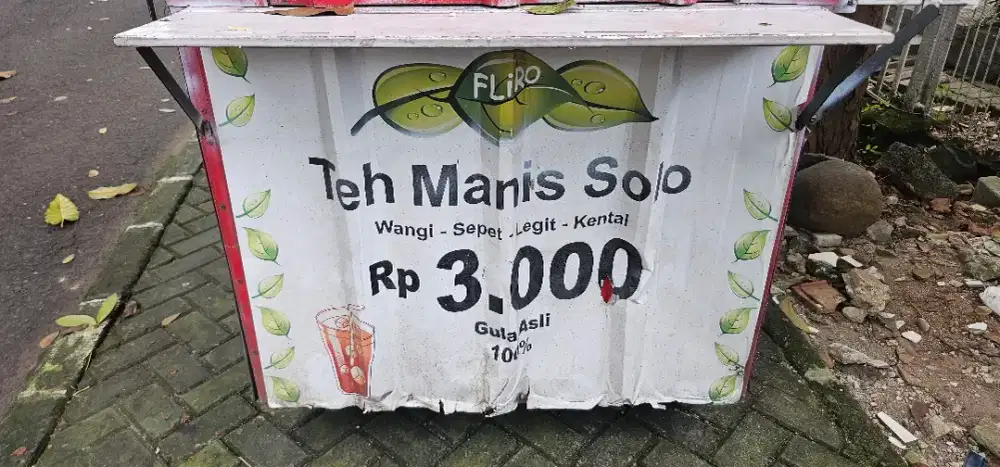 FLiRO
Teh Manis Solo
Wangi - Sepet - Legit - Kental
Rp 3.000
Gula Asli
100%